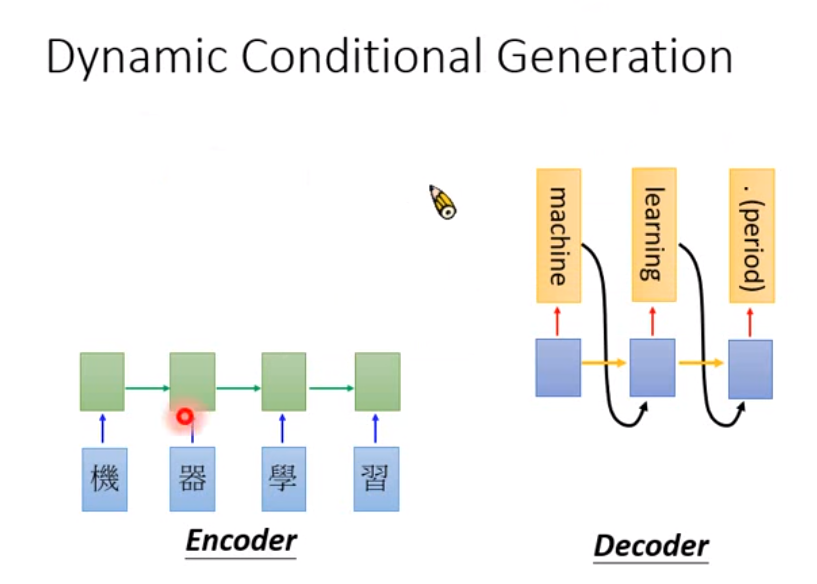 Dynamic Conditional Generation
machine
learning
. (period)
機
器
學
習
Encoder
Decoder